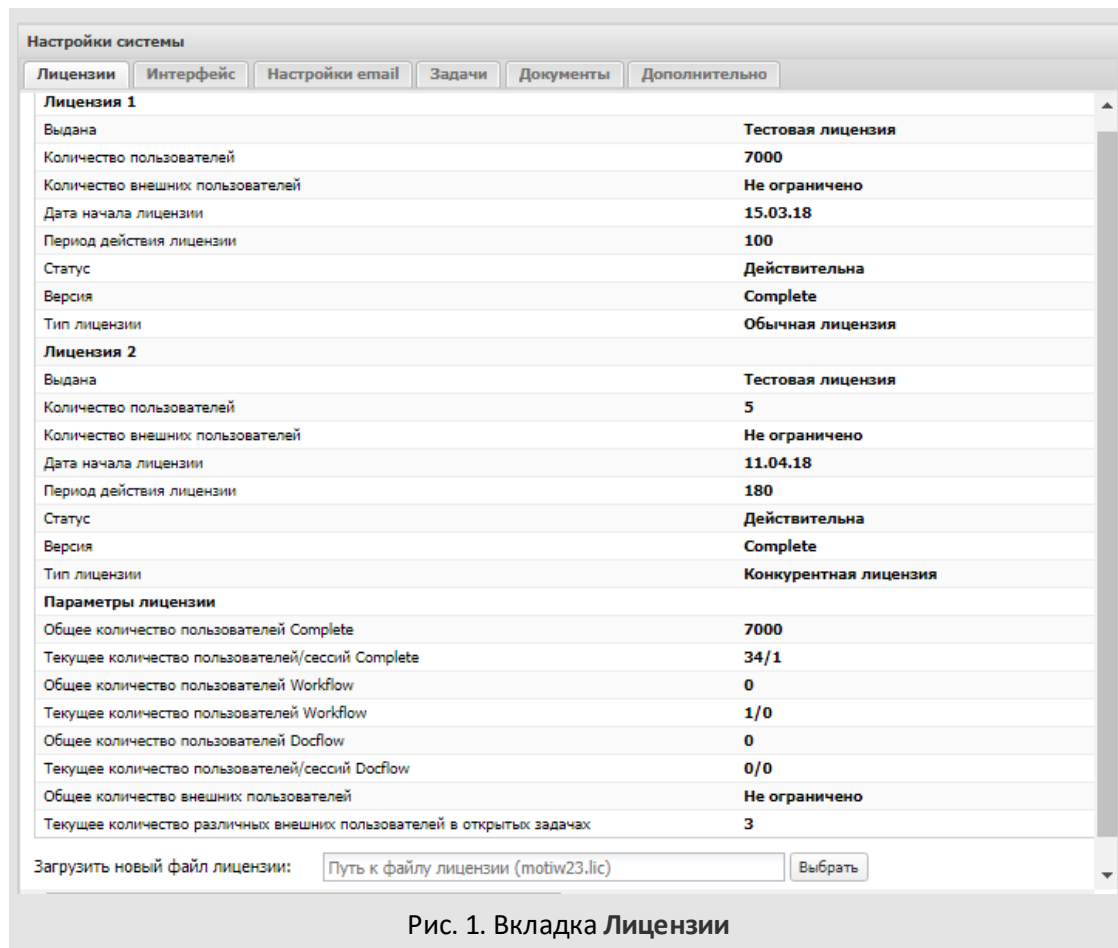 Настройки системы
Лицензии Интерфейс Настройки email Задачи Документы Дополнительно
Лицензия 1
Выдана Тестовая лицензия
Количество пользователей 7000
Количество внешних пользователей Не ограничено
Дата начала лицензии 15.03.18
Период действия лицензии 100
Статус Действительна
Версия Complete
Тип лицензии Обычная лицензия
Лицензия 2
Выдана Тестовая лицензия
Количество пользователей 5
Количество внешних пользователей Не ограничено
Дата начала лицензии 11.04.18
Период действия лицензии 180
Статус Действительна
Версия Complete
Тип лицензии Конкурентная лицензия
Параметры лицензии
Общее количество пользователей Complete 7000
Текущее количество пользователей/сессий Complete 34/1
Общее количество пользователей Workflow 0
Текущее количество пользователей Workflow 1/0
Общее количество пользователей Docflow 0
Текущее количество пользователей/сессий Docflow 0/0
Общее количество внешних пользователей Не ограничено
Текущее количество различных внешних пользователей в открытых задачах 3
Загрузить новый файл лицензии: Путь к файлу лицензии (motiw23.lic) Выбрать
Рис. 1. Вкладка Лицензии